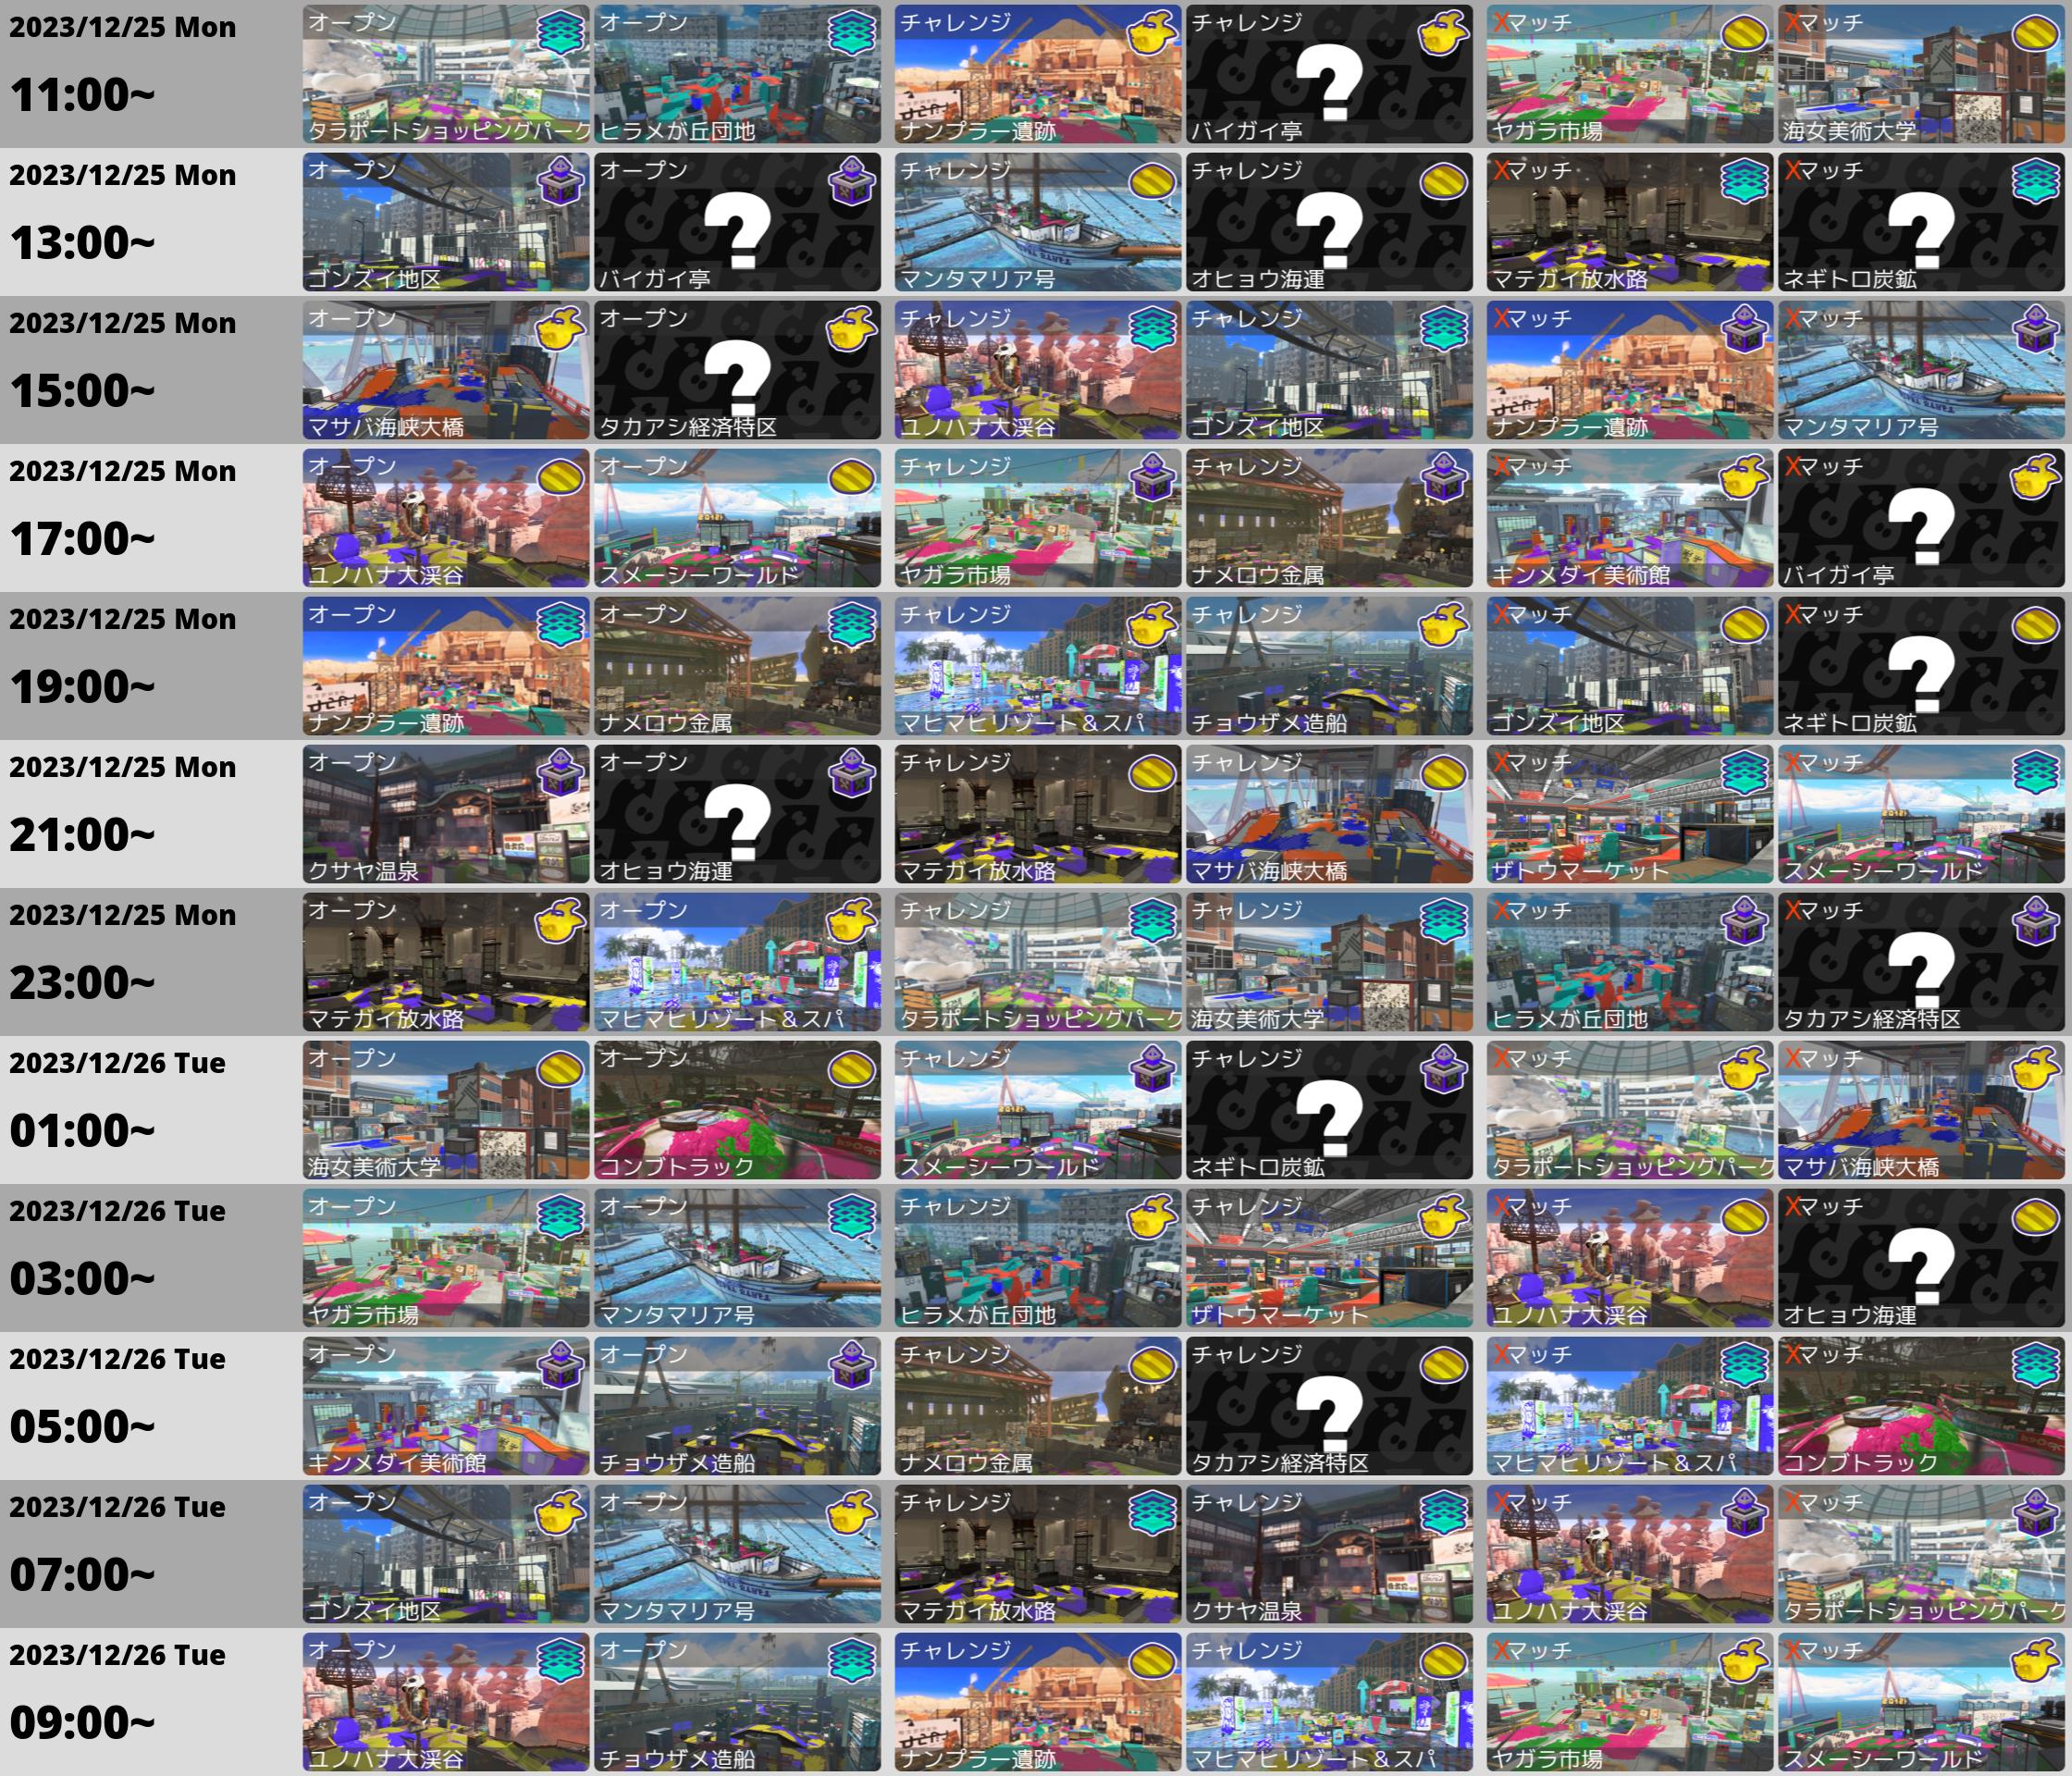 2023/12/25 Mon
11:00~
オープン
タラポートショッピングパーク
オープン
ヒラメが丘団地
チャレンジ
ナンプラー遺跡
チャレンジ
?
バイガイ亭
Xマッチ
ヤガラ市場
Xマッチ
海女美術大学
2023/12/25 Mon
13:00~
オープン
ゴンズイ地区
オープン
?
バイガイ亭
チャレンジ
マンタマリア号
チャレンジ
?
オヒョウ海運
Xマッチ
マテガイ放水路
Xマッチ
?
ネギトロ炭鉱
2023/12/25 Mon
15:00~
オープン
マサバ海峡大橋
オープン
?
タカアシ経済特区
チャレンジ
ユノハナ大渓谷
チャレンジ
ゴンズイ地区
Xマッチ
ナンプラー遺跡
Xマッチ
マンタマリア号
2023/12/25 Mon
17:00~
オープン
ユノハナ大渓谷
オープン
スメーシーワールド
チャレンジ
ヤガラ市場
チャレンジ
ナメロウ金属
Xマッチ
キンメダイ美術館
Xマッチ
?
バイガイ亭
2023/12/25 Mon
19:00~
オープン
ナンプラー遺跡
オープン
ナメロウ金属
チャレンジ
マヒマヒリゾート＆スパ
チャレンジ
チョウザメ造船
Xマッチ
ゴンズイ地区
Xマッチ
?
ネギトロ炭鉱
2023/12/25 Mon
21:00~
オープン
クサヤ温泉
オープン
?
オヒョウ海運
チャレンジ
マテガイ放水路
チャレンジ
マサバ海峡大橋
Xマッチ
ザトウマーケット
Xマッチ
スメーシーワールド
2023/12/25 Mon
23:00~
オープン
マテガイ放水路
オープン
マヒマヒリゾート＆スパ
チャレンジ
タラポートショッピングパーク
チャレンジ
海女美術大学
Xマッチ
ヒラメが丘団地
Xマッチ
?
タカアシ経済特区
2023/12/26 Tue
01:00~
オープン
海女美術大学
オープン
コンブトラック
チャレンジ
スメーシーワールド
チャレンジ
?
ネギトロ炭鉱
Xマッチ
タラポートショッピングパーク
Xマッチ
マサバ海峡大橋
2023/12/26 Tue
03:00~
オープン
ヤガラ市場
オープン
マンタマリア号
チャレンジ
ヒラメが丘団地
チャレンジ
ザトウマーケット
Xマッチ
ユノハナ大渓谷
Xマッチ
?
オヒョウ海運
2023/12/26 Tue
05:00~
オープン
キンメダイ美術館
オープン
チョウザメ造船
チャレンジ
ナメロウ金属
チャレンジ
?
タカアシ経済特区
Xマッチ
マヒマヒリゾート＆スパ
Xマッチ
コンブトラック
2023/12/26 Tue
07:00~
オープン
ゴンズイ地区
オープン
マンタマリア号
チャレンジ
マテガイ放水路
チャレンジ
クサヤ温泉
Xマッチ
ユノハナ大渓谷
Xマッチ
タラポートショッピングパーク
2023/12/26 Tue
09:00~
オープン
ユノハナ大渓谷
オープン
チョウザメ造船
チャレンジ
ナンプラー遺跡
チャレンジ
マヒマヒリゾート＆スパ
Xマッチ
ヤガラ市場
Xマッチ
スメーシーワールド